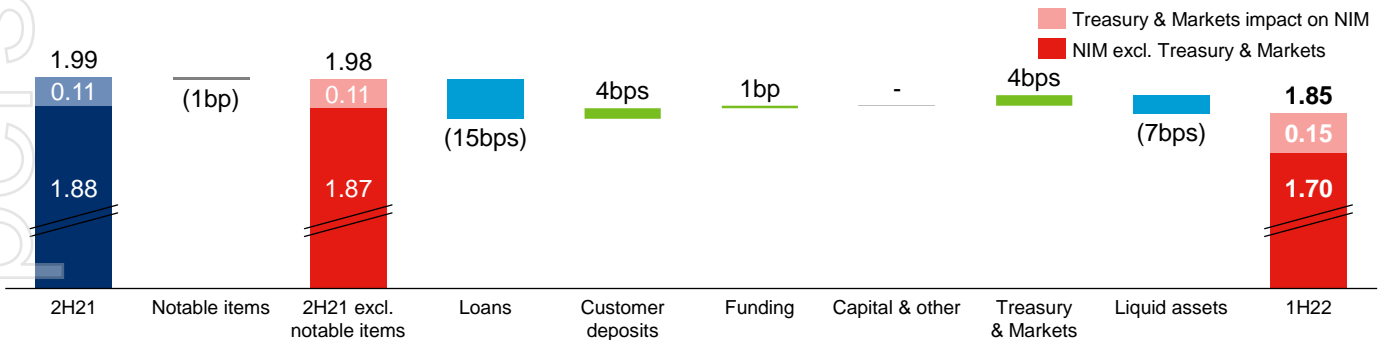 Treasury & Markets impact on NIM
NIM excl. Treasury & Markets
1.99
0.11
1.88
(1bp)
1.98
0.11
1.87
(15bps)
4bps
1bp
-
4bps
(7bps)
1.85
0.15
1.70
2H21
Notable items
2H21 excl.
notable items
Loans
Customer
deposits
Funding
Capital & other
Treasury
& Markets
Liquid assets
1H22